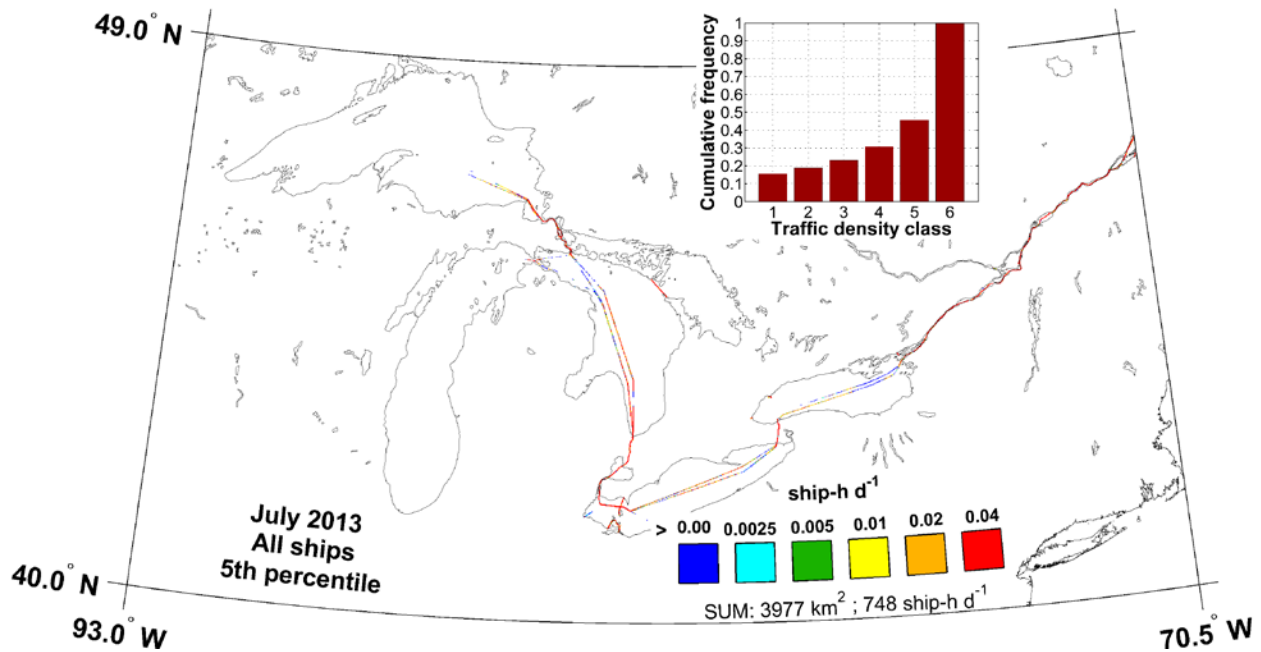 49.0° N
Cumulative frequency
1
0.9
0.8
0.7
0.6
0.5
0.4
0.3
0.2
0.1
0
1 2 3 4 5 6
Traffic density class
July 2013
All ships
5th percentile
ship-h d⁻¹
> 0.00 0.0025 0.005 0.01 0.02 0.04
SUM: 3977 km² ; 748 ship-h d⁻¹
40.0° N
93.0° W
70.5° W